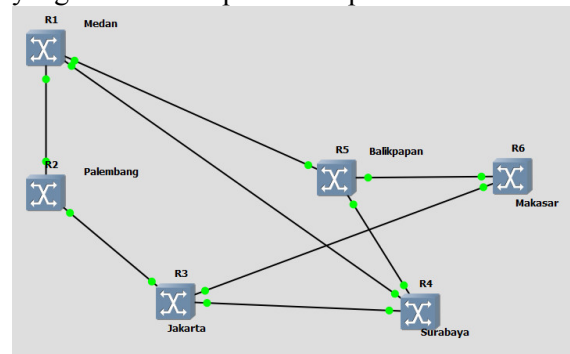 R1 Medan
R5 Balikpapan
R6
R2 Palembang
Makasar
R3
R4
Jakarta
Surabaya